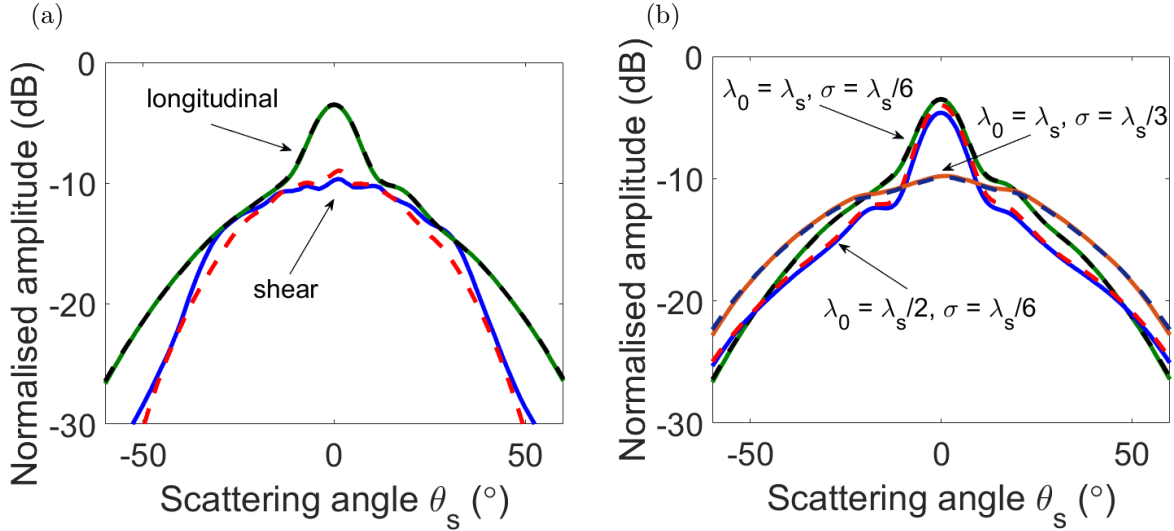 (a)
Normalised amplitude (dB)
0
-10
-20
-30
longitudinal
shear
-50
0
50
Scattering angle θs (°)
(b)
Normalised amplitude (dB)
0
-10
-20
-30
λ0 = λs, σ = λs/6
λ0 = λs, σ = λs/3
λ0 = λs/2, σ = λs/6
-50
0
50
Scattering angle θs (°)